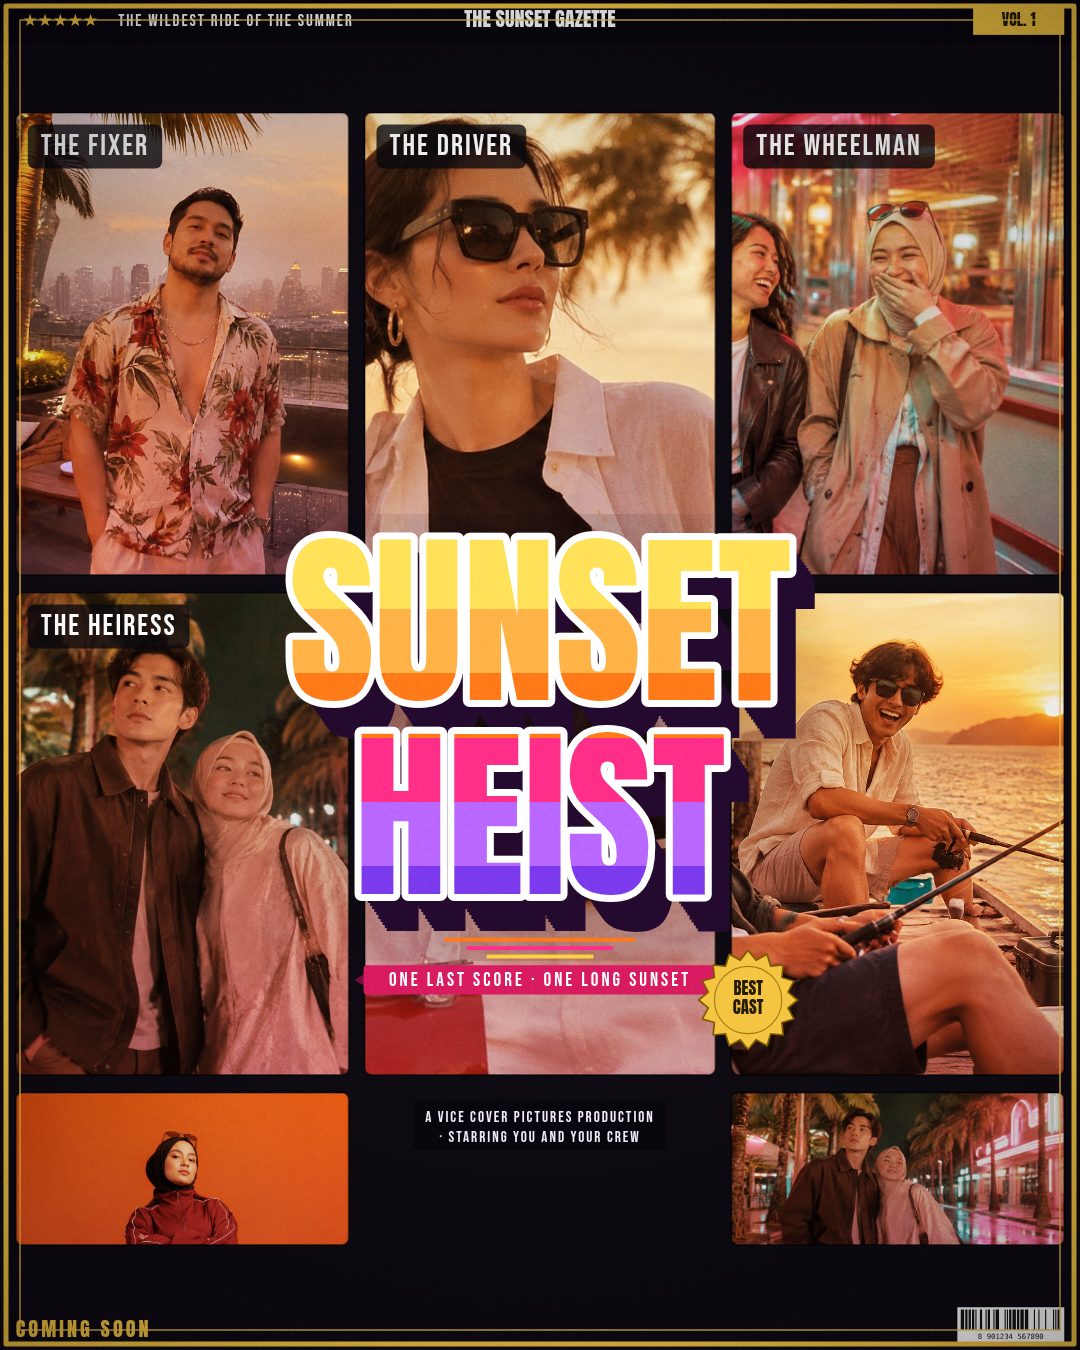 ★★★★★ THE WILDEST RIDE OF THE SUMMER
THE SUNSET GAZETTE
VOL. 1
THE FIXER
THE DRIVER
THE WHEELMAN
THE HEIRESS
SUNSET
HEIST
ONE LAST SCORE · ONE LONG SUNSET
BEST
CAST
A VICE COVER PICTURES PRODUCTION
· STARRING YOU AND YOUR CREW
COMING SOON
8 901234 567890